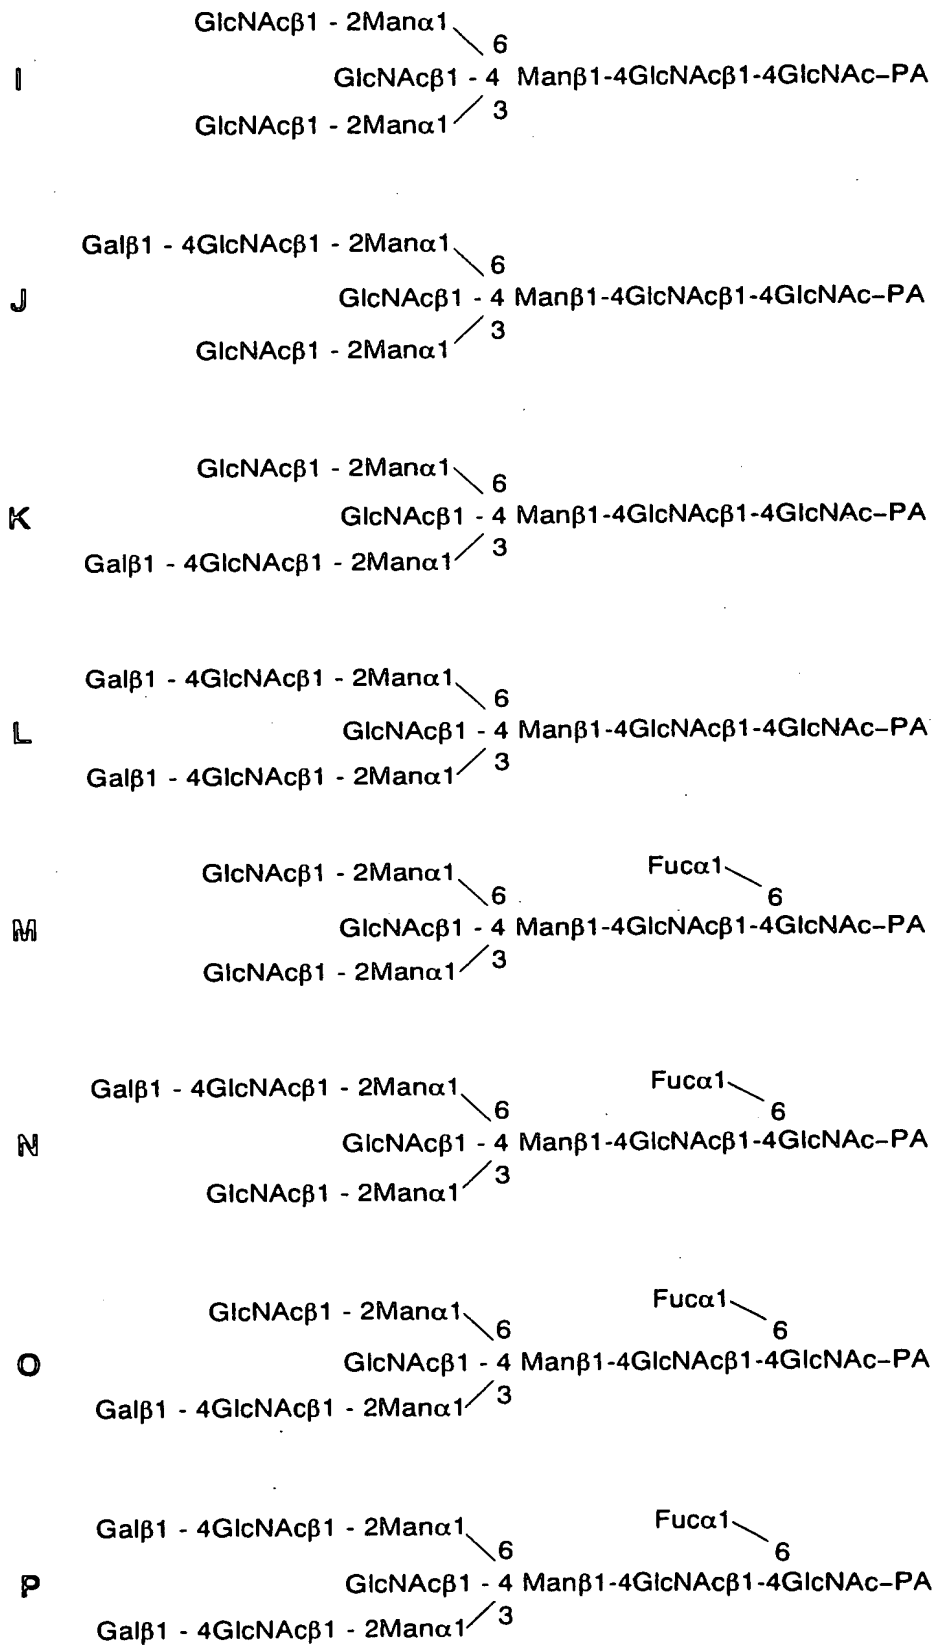 GlcNAcβ1 - 2Manα1
6
I GlcNAcβ1 - 4 Manβ1-4GlcNAcβ1-4GlcNAc–PA
3
GlcNAcβ1 - 2Manα1
Galβ1 - 4GlcNAcβ1 - 2Manα1
6
J GlcNAcβ1 - 4 Manβ1-4GlcNAcβ1-4GlcNAc–PA
3
GlcNAcβ1 - 2Manα1
GlcNAcβ1 - 2Manα1
6
K GlcNAcβ1 - 4 Manβ1-4GlcNAcβ1-4GlcNAc–PA
3
Galβ1 - 4GlcNAcβ1 - 2Manα1
Galβ1 - 4GlcNAcβ1 - 2Manα1
6
L GlcNAcβ1 - 4 Manβ1-4GlcNAcβ1-4GlcNAc–PA
3
Galβ1 - 4GlcNAcβ1 - 2Manα1
GlcNAcβ1 - 2Manα1 Fucα1
6 6
M GlcNAcβ1 - 4 Manβ1-4GlcNAcβ1-4GlcNAc–PA
3
GlcNAcβ1 - 2Manα1
Galβ1 - 4GlcNAcβ1 - 2Manα1 Fucα1
6 6
N GlcNAcβ1 - 4 Manβ1-4GlcNAcβ1-4GlcNAc–PA
3
GlcNAcβ1 - 2Manα1
GlcNAcβ1 - 2Manα1 Fucα1
6 6
O GlcNAcβ1 - 4 Manβ1-4GlcNAcβ1-4GlcNAc–PA
3
Galβ1 - 4GlcNAcβ1 - 2Manα1
Galβ1 - 4GlcNAcβ1 - 2Manα1 Fucα1
6 6
P GlcNAcβ1 - 4 Manβ1-4GlcNAcβ1-4GlcNAc–PA
3
Galβ1 - 4GlcNAcβ1 - 2Manα1